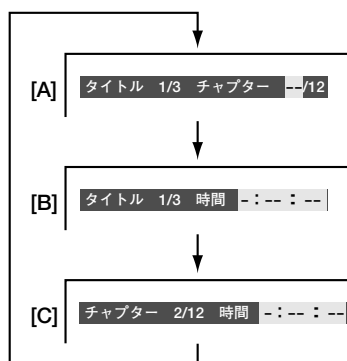 [A] タイトル 1/3 チャプター --/12
[B] タイトル 1/3 時間 -:-- : --
[C] チャプター 2/12 時間 -:-- : --